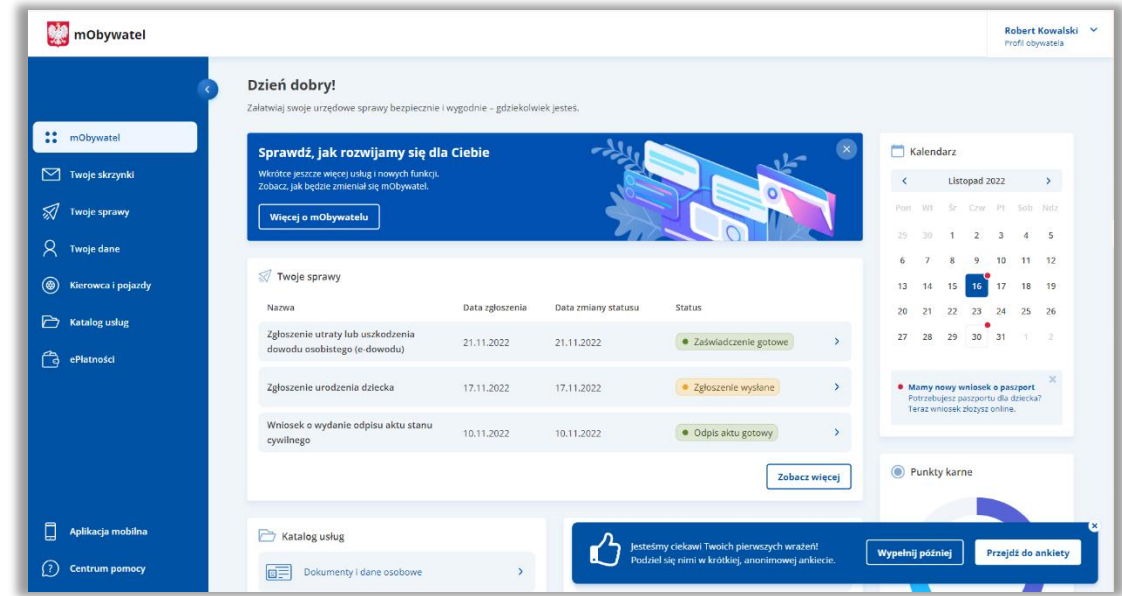 mObywatel
Robert Kowalski
Profil obywatela
mObywatel
Twoje skrzynki
Twoje sprawy
Twoje dane
Kierowca i pojazdy
Katalog usług
ePłatności
Aplikacja mobilna
Centrum pomocy
Dzień dobry!
Załatwiaj swoje urzędowe sprawy bezpiecznie i wygodnie – gdziekolwiek jesteś.
Sprawdź, jak rozwijamy się dla Ciebie
Wkrótce jeszcze więcej usług i nowych funkcji.
Zobacz, jak będzie zmieniał się mObywatel.
Więcej o mObywatelu
Twoje sprawy
Nazwa Data zgłoszenia Data zmiany statusu Status
Zgłoszenie utraty lub uszkodzenia
dowodu osobistego (e-dowodu) 21.11.2022 21.11.2022 Zaświadczenie gotowe
Zgłoszenie urodzenia dziecka 17.11.2022 17.11.2022 Zgłoszenie wysłane
Wniosek o wydanie odpisu aktu stanu
cywilnego 10.11.2022 10.11.2022 Odpis aktu gotowy
Zobacz więcej
Katalog usług
Dokumenty i dane osobowe
Kalendarz
Listopad 2022
Pon Wt Śr Czw Pt Sob Ndz
29 30 1 2 3 4 5
6 7 8 9 10 11 12
13 14 15 16 17 18 19
20 21 22 23 24 25 26
27 28 29 30 31 1 2
Mamy nowy wniosek o paszport
Potrzebujesz paszportu dla dziecka?
Teraz wniosek złożysz online.
Punkty karne
Jesteśmy ciekawi Twoich pierwszych wrażeń!
Podziel się nimi w krótkiej, anonimowej ankiecie.
Wypełnij później
Przejdź do ankiety